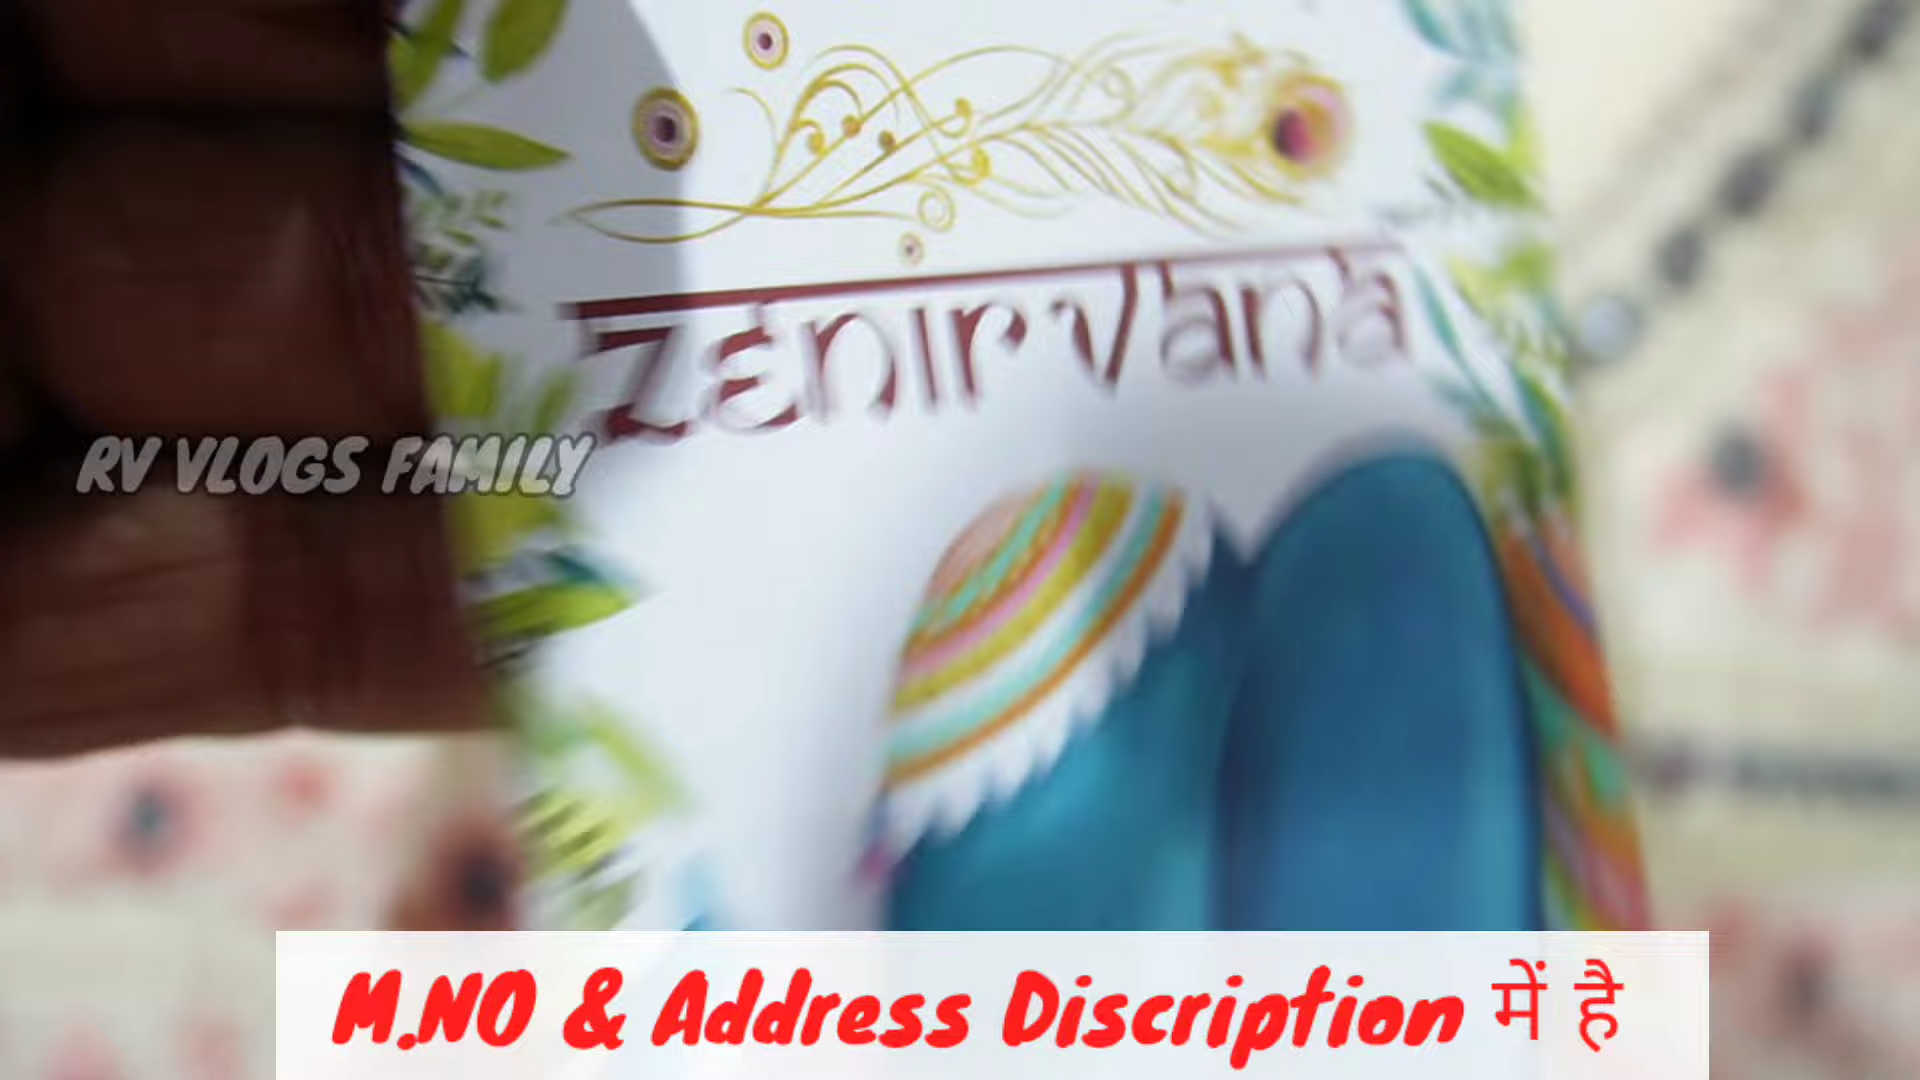 zenirvana
RV VLOGS FAMILY
M.NO & Address Discription में है